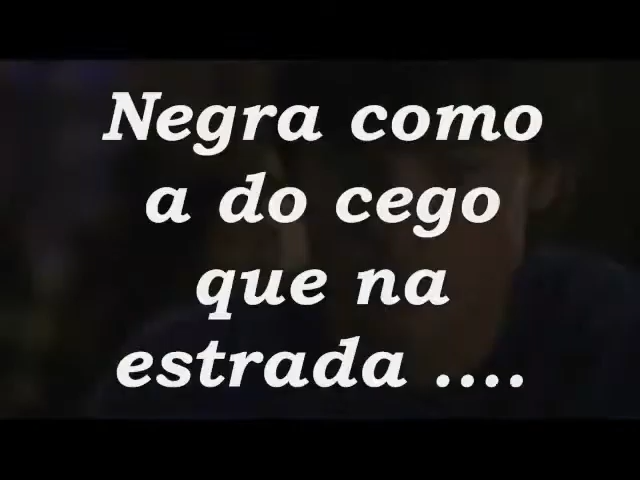 Negra como
a do cego
que na
estrada ....